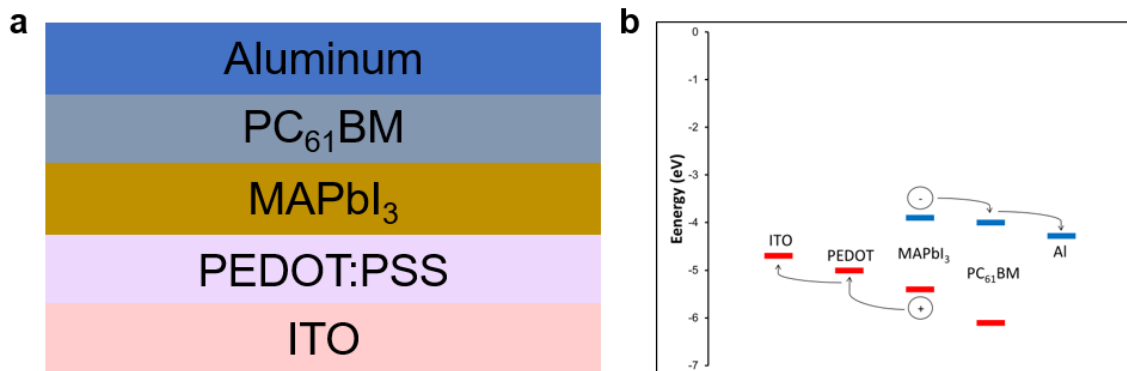 a
Aluminum
PC₆₁BM
MAPbI₃
PEDOT:PSS
ITO
b
Eenergy (eV)
0
-1
-2
-3
-4
-5
-6
-7
ITO
PEDOT
MAPbI₃
PC₆₁BM
Al
-
+